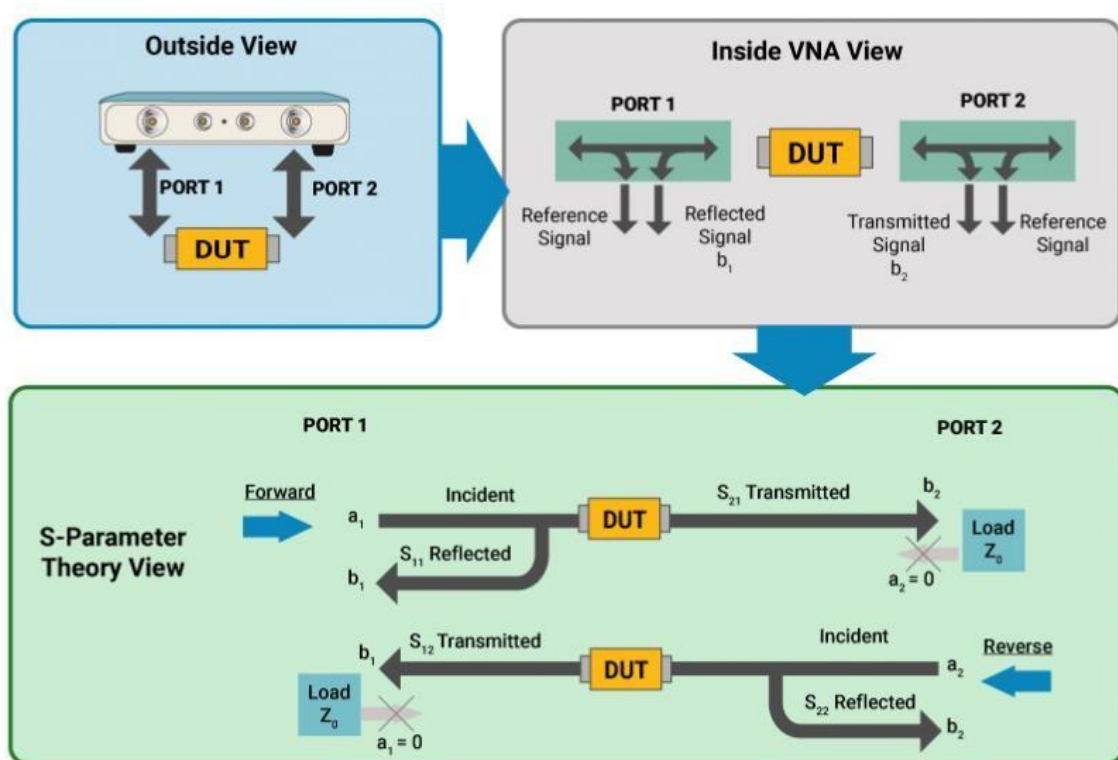 Outside View
PORT 1
PORT 2
DUT
Inside VNA View
PORT 1
PORT 2
DUT
Reference
Signal
Reflected
Signal
b₁
Transmitted
Signal
b₂
Reference
Signal
S-Parameter
Theory View
PORT 1
PORT 2
Forward
a₁
Incident
DUT
S₂₁ Transmitted
b₂
S₁₁ Reflected
b₁
Load
Z₀
a₂ = 0
b₁
S₁₂ Transmitted
DUT
Incident
a₂
Reverse
Load
Z₀
a₁ = 0
S₂₂ Reflected
b₂